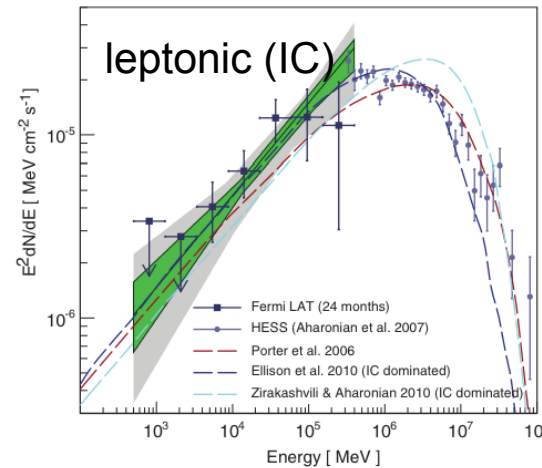 leptonic (IC)
E²dN/dE [ MeV cm⁻² s⁻¹]
10⁻⁵
10⁻⁶
Fermi LAT (24 months)
HESS (Aharonian et al. 2007)
Porter et al. 2006
Ellison et al. 2010 (IC dominated)
Zirakashvili & Aharonian 2010 (IC dominated)
10³ 10⁴ 10⁵ 10⁶ 10⁷ 10
Energy [ MeV ]